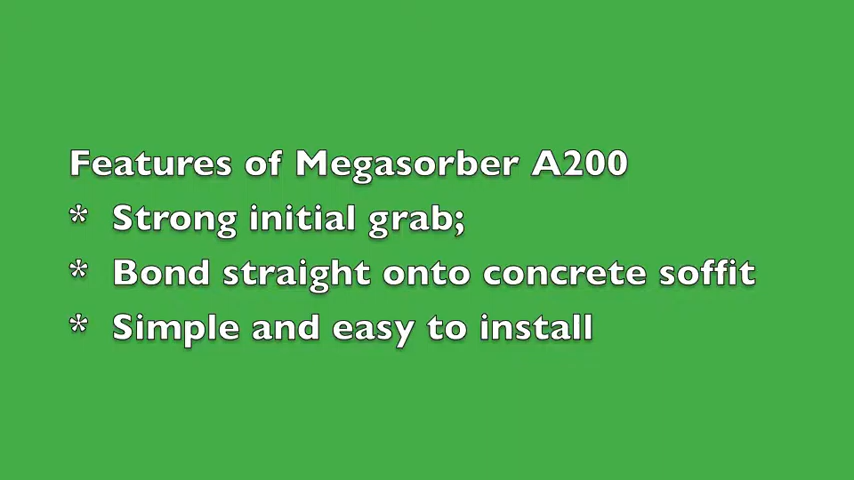 Features of Megasorber A200
* Strong initial grab;
* Bond straight onto concrete soffit
* Simple and easy to install